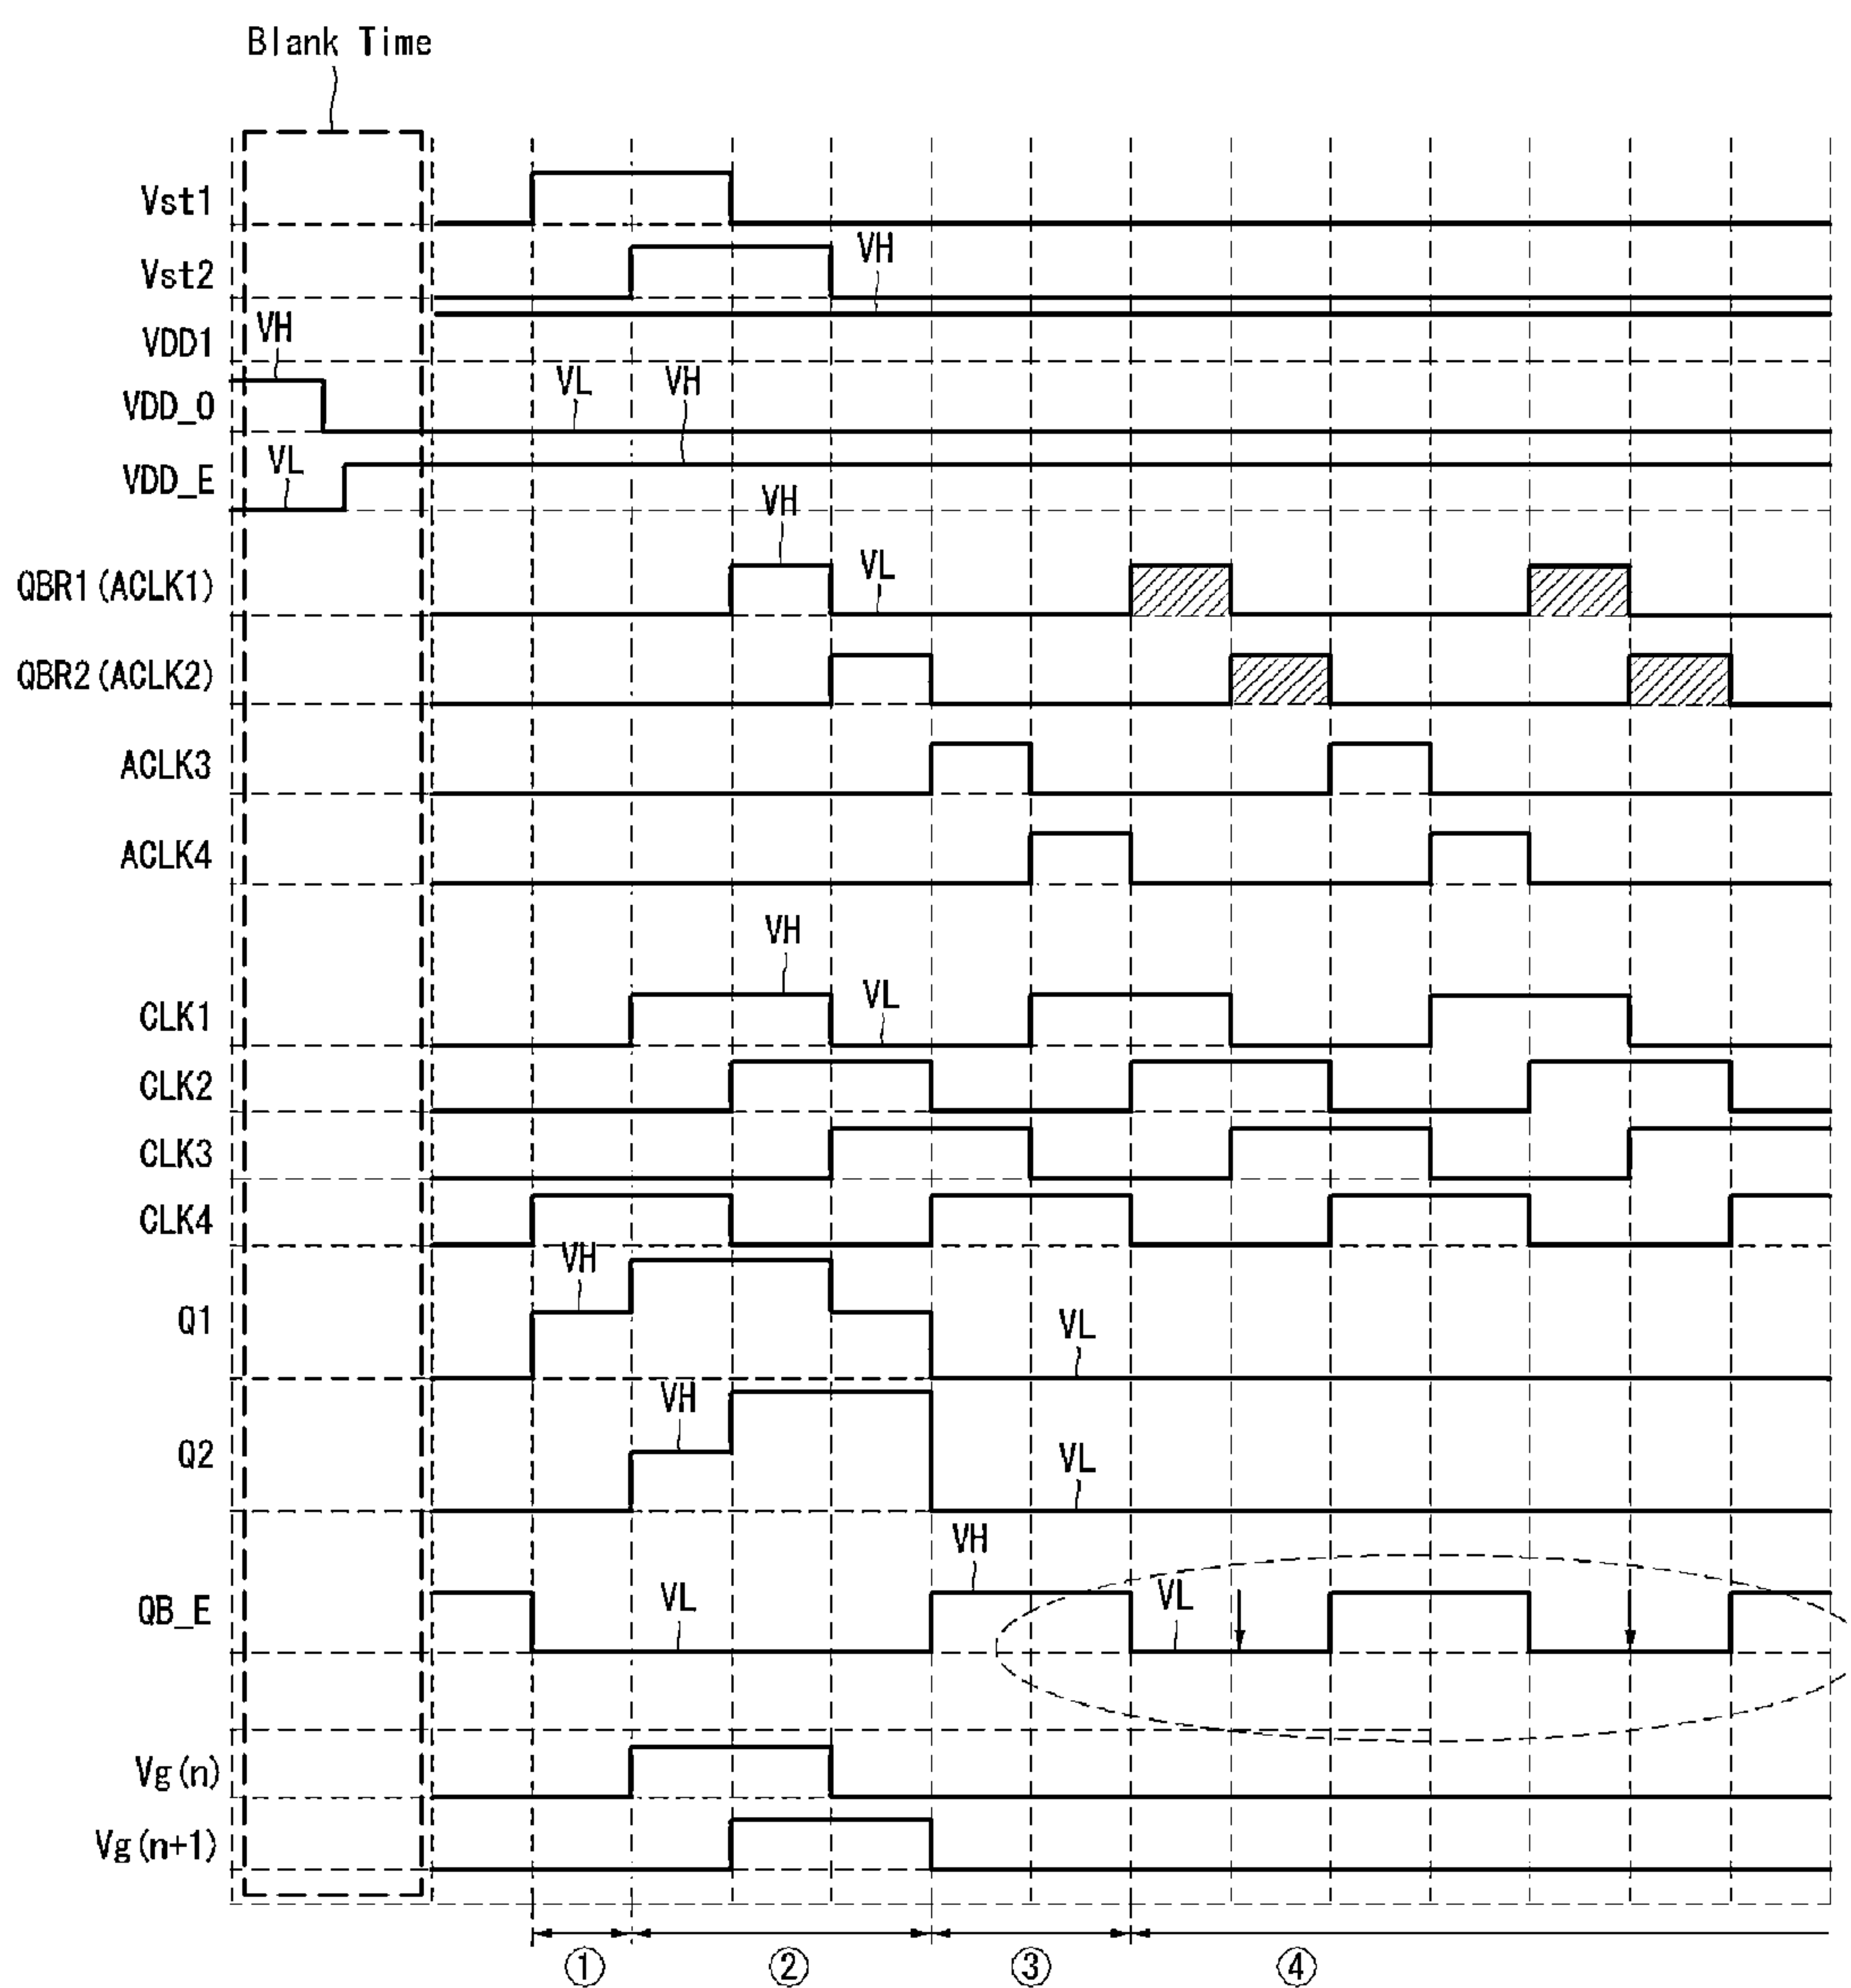 Blank Time
Vst1
Vst2
VH
VDD1
VH
VDD_O
VL
VH
VDD_E
VL
VH
QBR1(ACLK1)
VL
QBR2(ACLK2)
ACLK3
ACLK4
VH
CLK1
VL
CLK2
CLK3
CLK4
VH
Q1
VL
VH
Q2
VL
VH
QB_E
VL
VL
Vg(n)
Vg(n+1)
① ② ③ ④